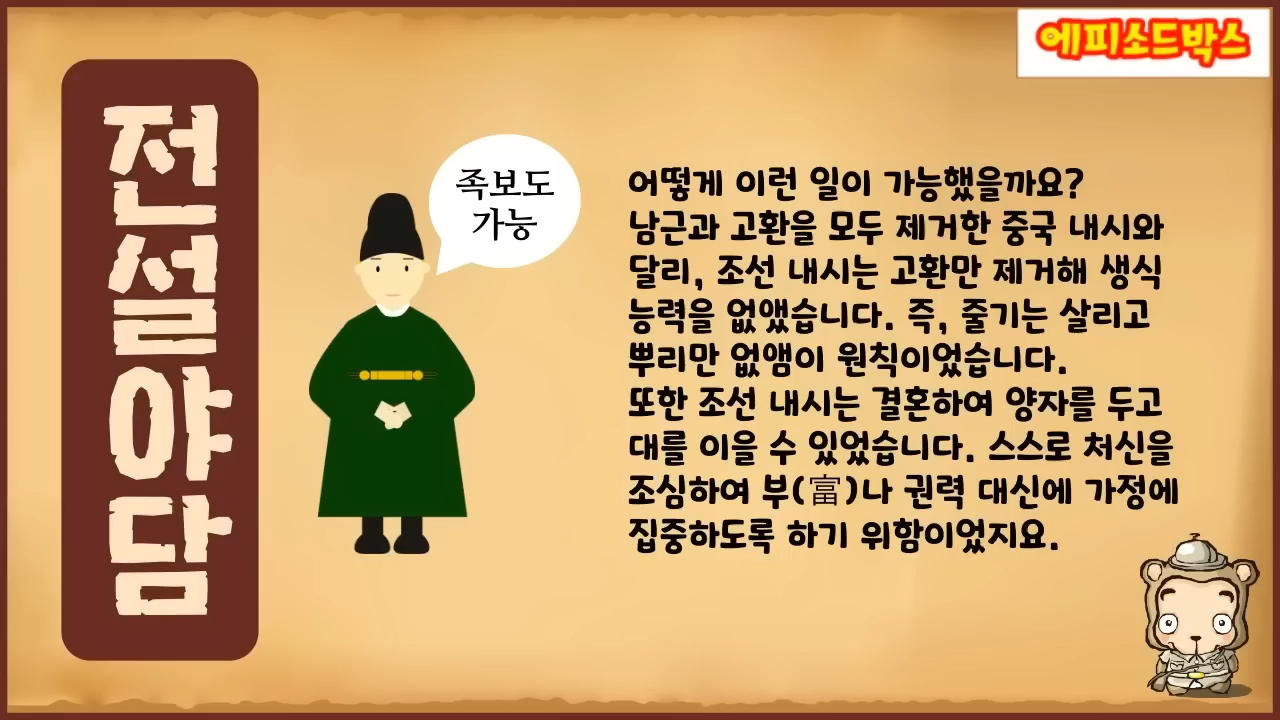 에피소드박스
전설야담
족보도
가능
어떻게 이런 일이 가능했을까요?
남근과 고환을 모두 제거한 중국 내시와
달리, 조선 내시는 고환만 제거해 생식
능력을 없앴습니다. 즉, 줄기는 살리고
뿌리만 없앰이 원칙이었습니다.
또한 조선 내시는 결혼하여 양자를 두고
대를 이을 수 있었습니다. 스스로 처신을
조심하여 부(富)나 권력 대신에 가정에
집중하도록 하기 위함이었지요.